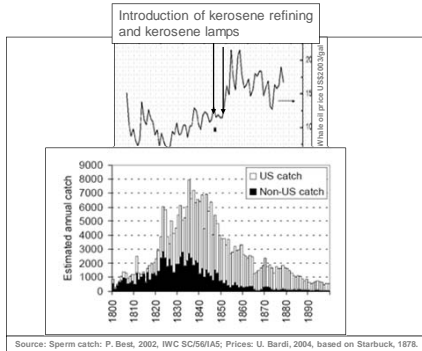 Introduction of kerosene refining
and kerosene lamps
Whale oil price US$2003/gal
Estimated annual catch
9000
8000
7000
6000
5000
4000
3000
2000
1000
0
US catch
Non-US catch
1800
1810
1820
1830
1840
1850
1860
1870
1880
1890
Source: Sperm catch: P. Best, 2002, IWC SC/56/IA5; Prices: U. Bardi, 2004, based on Starbuck, 1878.